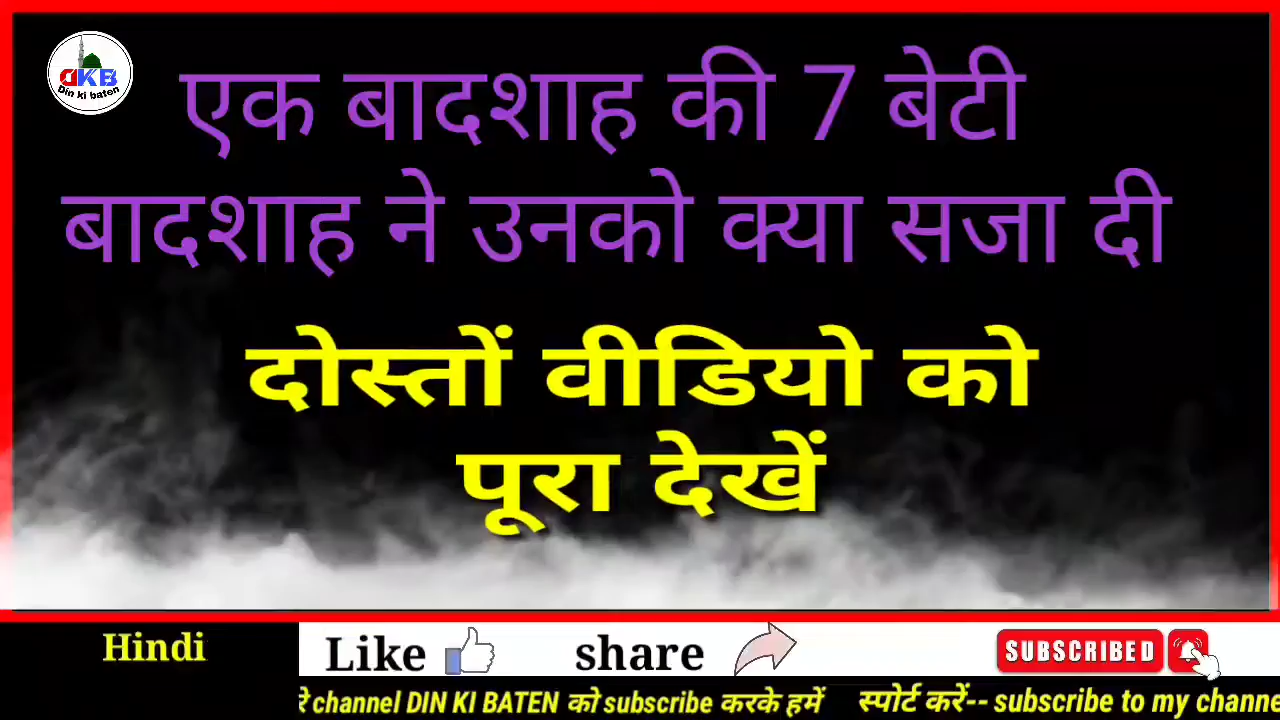 DKB
Din ki baten
एक बादशाह की 7 बेटी
बादशाह ने उनको क्या सजा दी
दोस्तों वीडियो को
पूरा देखें
Hindi
Like share
SUBSCRIBED
channel DIN KI BATEN को subscribe करके हमें स्पोर्ट करें-- subscribe to my